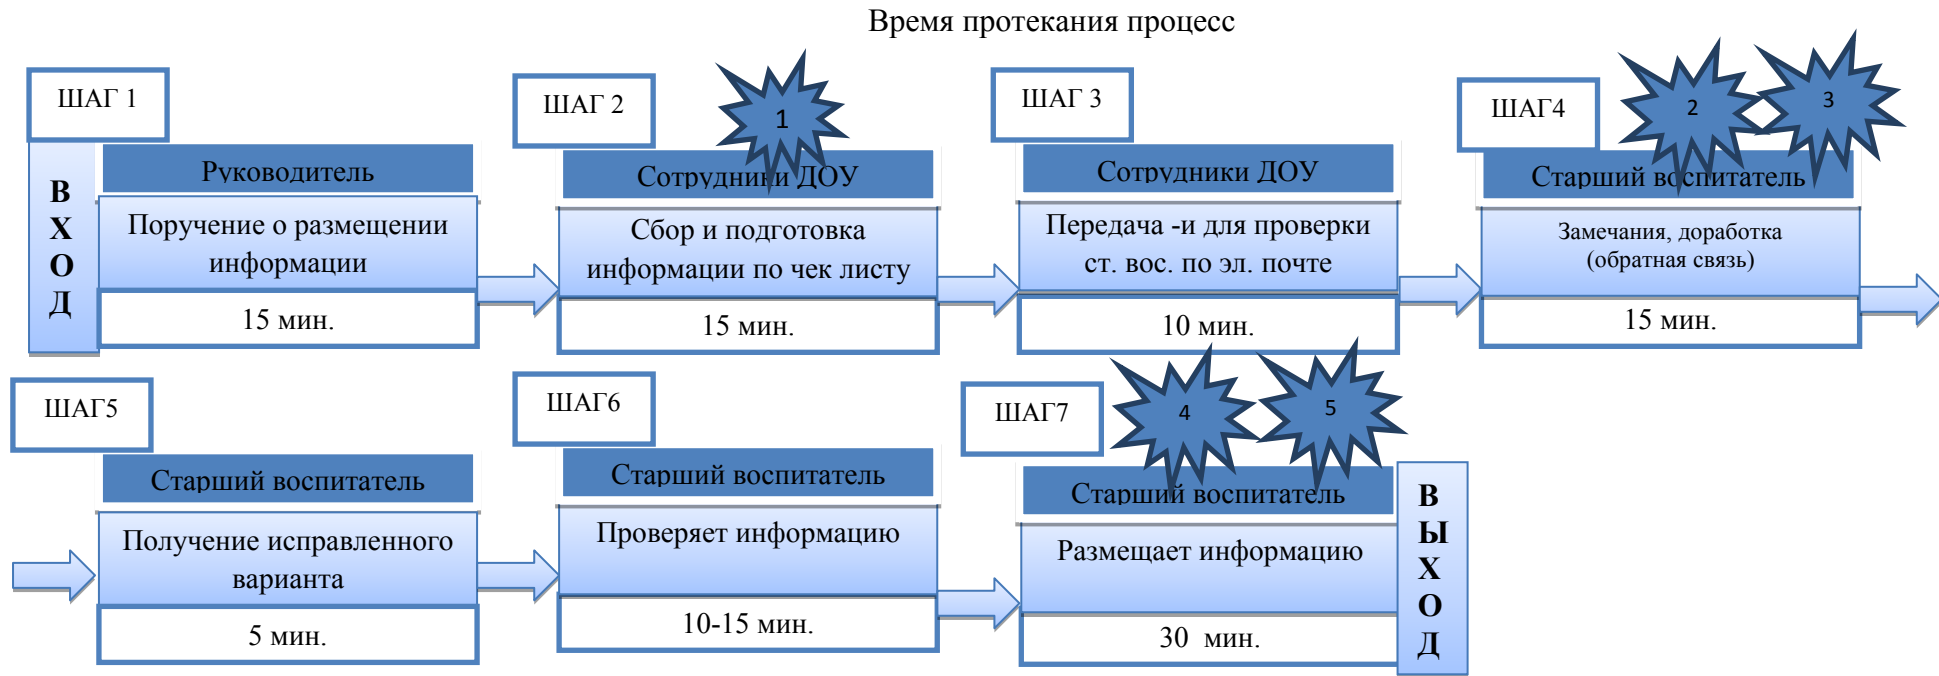 Время протекания процесс
ШАГ 1
ВХОД
Руководитель
Поручение о размещении
информации
15 мин.
ШАГ 2
1
Сотрудники ДОУ
Сбор и подготовка
информации по чек листу
15 мин.
ШАГ 3
Сотрудники ДОУ
Передача -и для проверки
ст. вос. по эл. почте
10 мин.
ШАГ4
2
3
Старший воспитатель
Замечания, доработка
(обратная связь)
15 мин.
ШАГ5
Старший воспитатель
Получение исправленного
варианта
5 мин.
ШАГ6
Старший воспитатель
Проверяет информацию
10-15 мин.
ШАГ7
4
5
Старший воспитатель
Размещает информацию
30 мин.
ВЫХОД